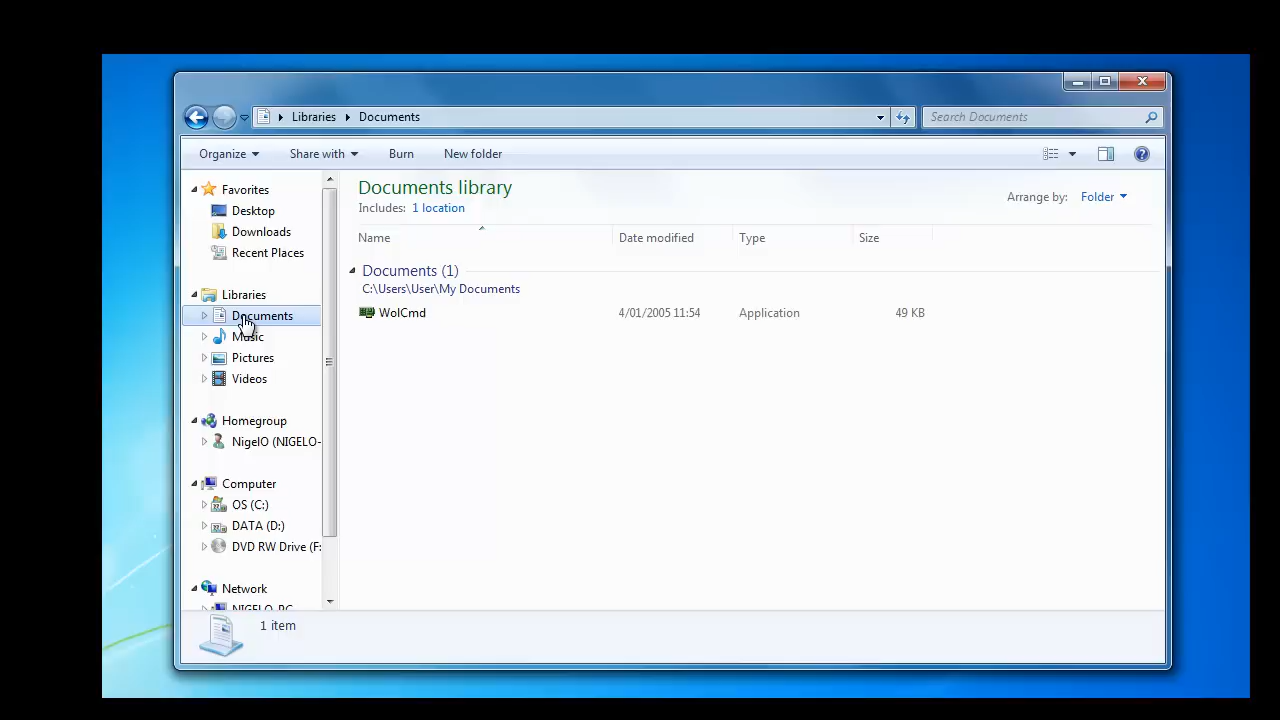 Libraries Documents
Search Documents
Organize Share with Burn New folder
Favorites
Desktop
Downloads
Recent Places
Libraries
Documents
Music
Pictures
Videos
Homegroup
NigelO (NIGELO-
Computer
OS (C:)
DATA (D:)
DVD RW Drive (F:
Network
NIGELO-PC
Documents library
Includes: 1 location
Arrange by: Folder
Name Date modified Type Size
Documents (1)
C:\Users\User\My Documents
WolCmd 4/01/2005 11:54 Application 49 KB
1 item